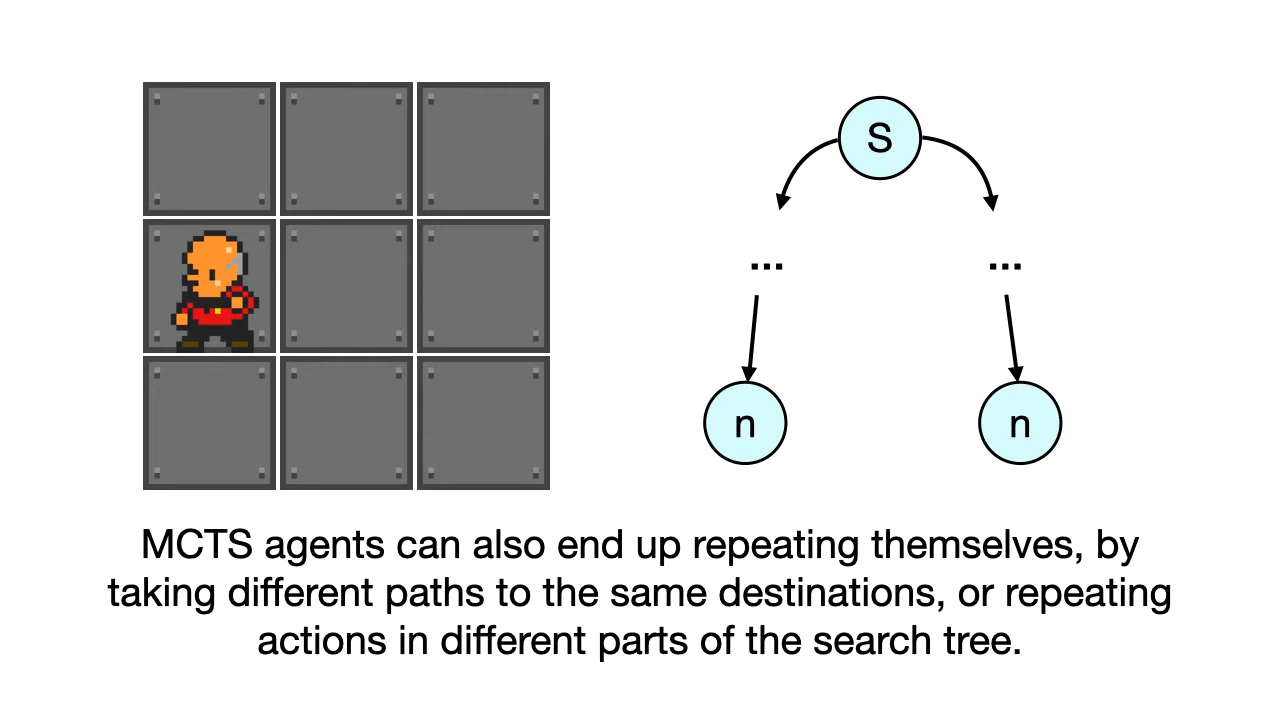 S
... ...
n n
MCTS agents can also end up repeating themselves, by
taking different paths to the same destinations, or repeating
actions in different parts of the search tree.